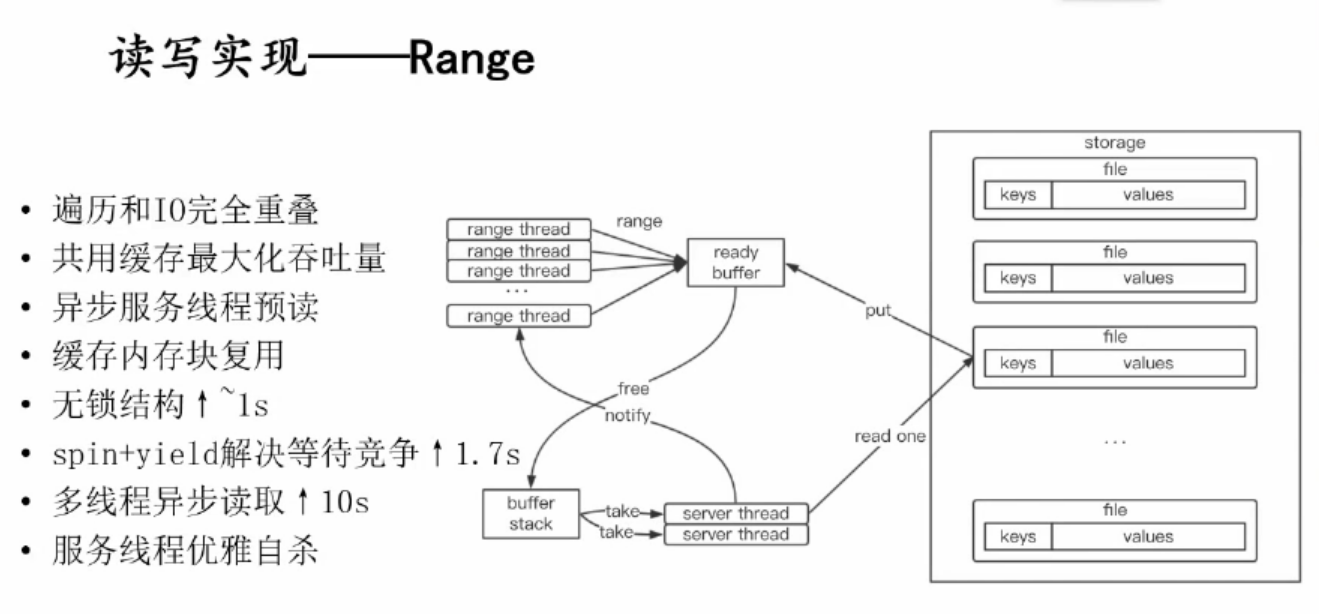 读写实现——Range
• 遍历和IO完全重叠
• 共用缓存最大化吞吐量
• 异步服务线程预读
• 缓存内存块复用
• 无锁结构↑~1s
• spin+yield解决等待竞争↑1.7s
• 多线程异步读取↑10s
• 服务线程优雅自杀
range thread
range thread
range thread
...
range thread
range
ready
buffer
put
free
notify
read one
buffer
stack
take
take
server thread
server thread
storage
file
keys values
file
keys values
file
keys values
...
file
keys values